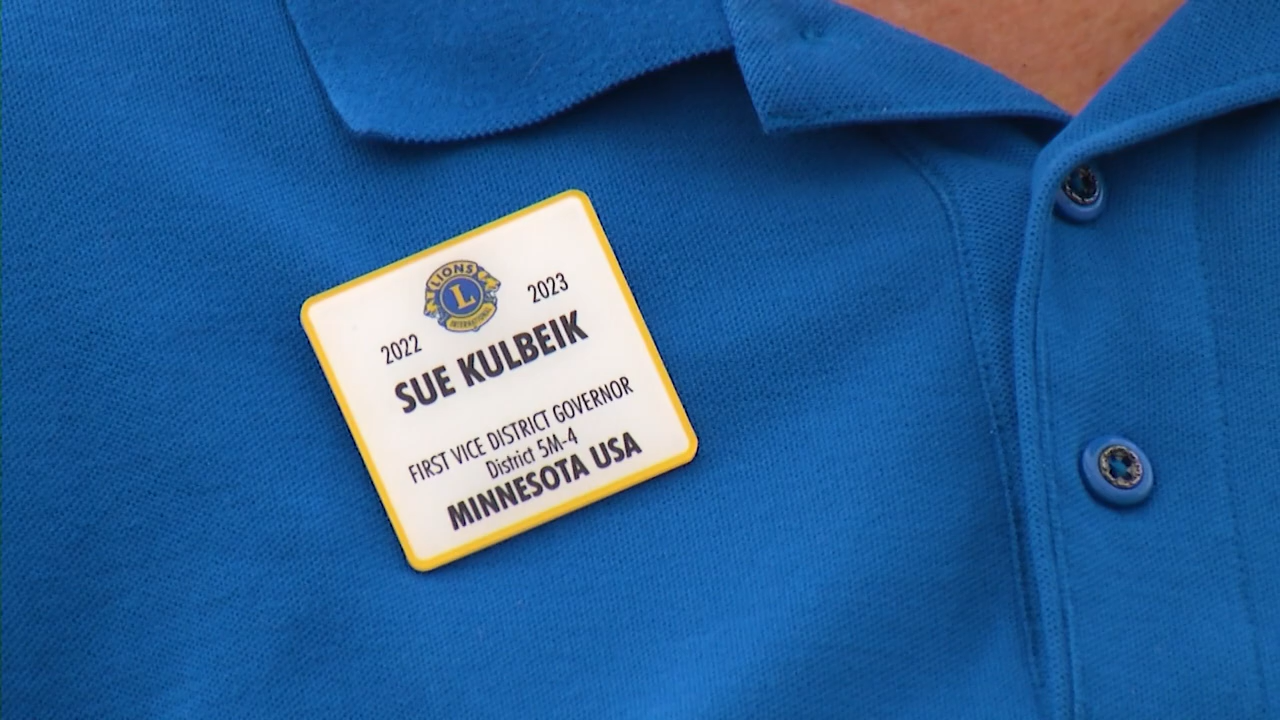 LIONS
L
INTERNATIONAL
2022 2023
SUE KULBEIK
FIRST VICE DISTRICT GOVERNOR
District 5M-4
MINNESOTA USA